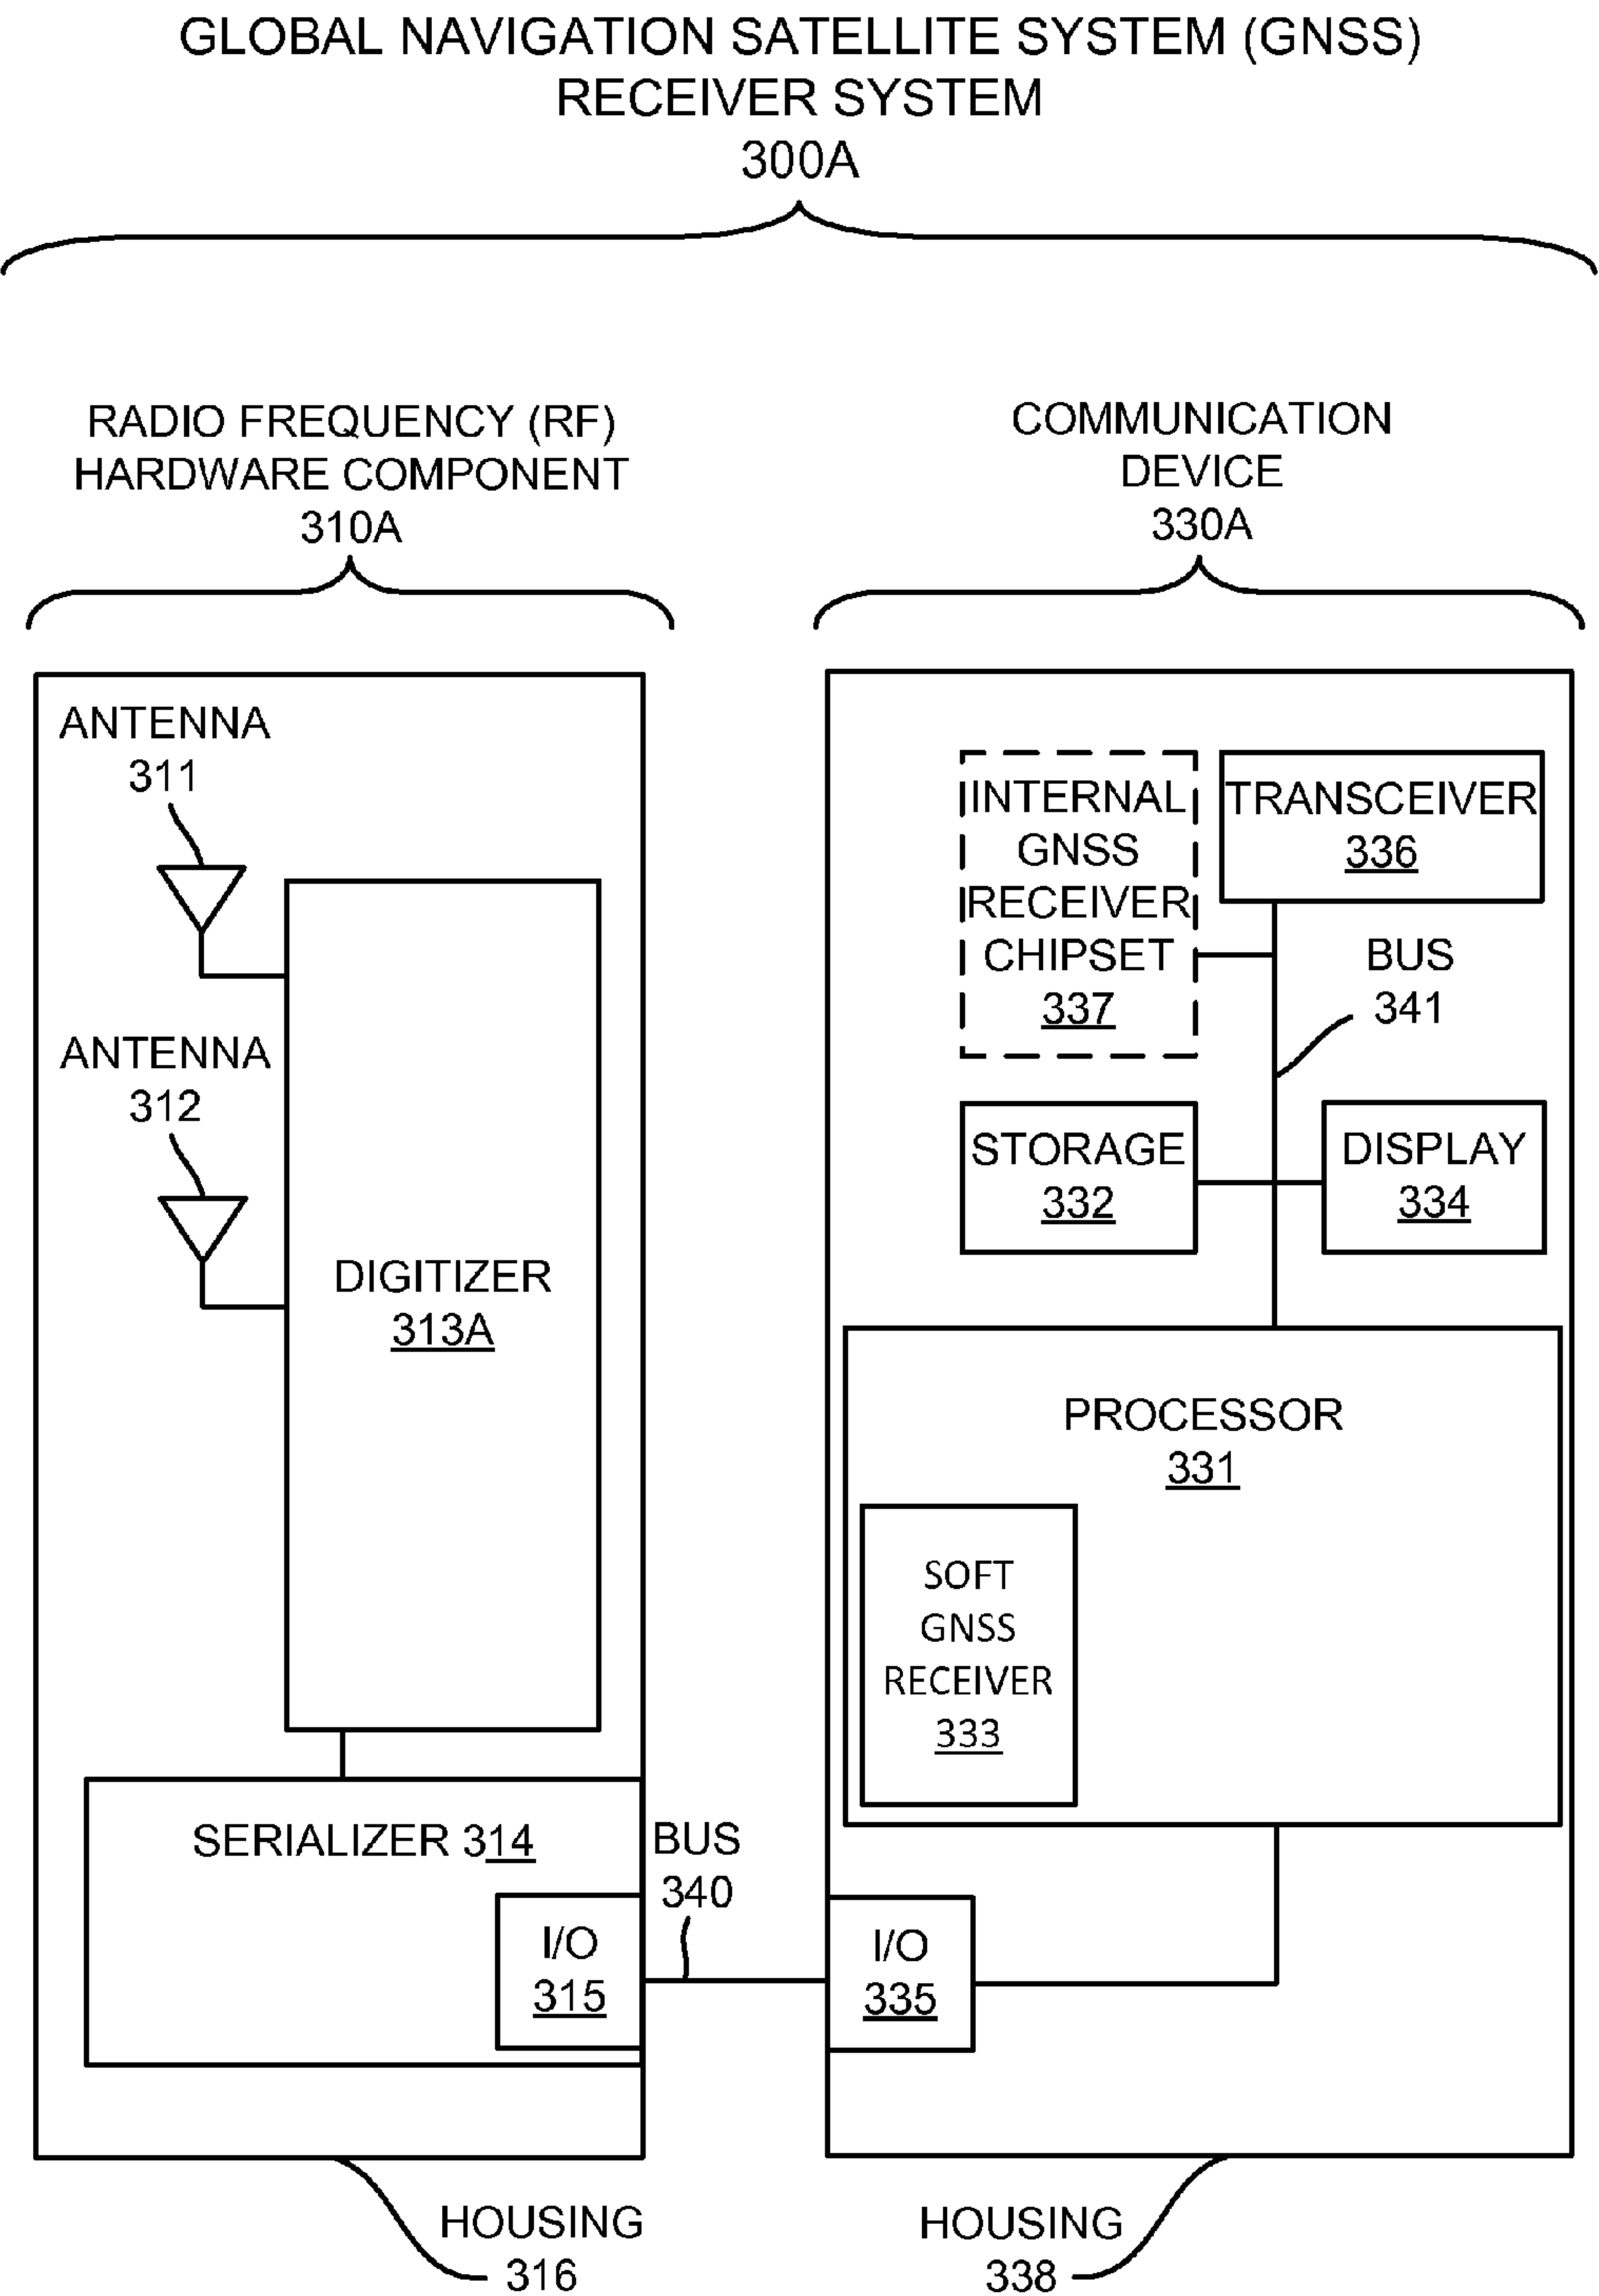 GLOBAL NAVIGATION SATELLITE SYSTEM (GNSS)
RECEIVER SYSTEM
300A
RADIO FREQUENCY (RF)
HARDWARE COMPONENT
310A
ANTENNA
311
ANTENNA
312
DIGITIZER
313A
SERIALIZER 314
I/O
315
BUS
340
HOUSING
316
COMMUNICATION
DEVICE
330A
INTERNAL
GNSS
RECEIVER
CHIPSET
337
TRANSCEIVER
336
BUS
341
STORAGE
332
DISPLAY
334
PROCESSOR
331
SOFT
GNSS
RECEIVER
333
I/O
335
HOUSING
338